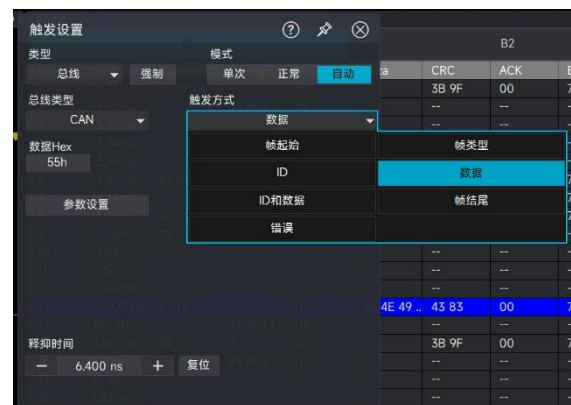 触发设置
类型
模式
总线
强制
单次
正常
自动
总线类型
触发方式
CAN
数据
数据Hex
55h
帧起始
帧类型
ID
数据
ID和数据
帧结尾
错误
参数设置
释抑时间
6.400 ns
复位
B2
CRC
ACK
3B 9F
00
--
--
--
--
--
--
--
--
4E 49 ..
43 83
00
--
--
3B 9F
00
--
--
--
--
--
--